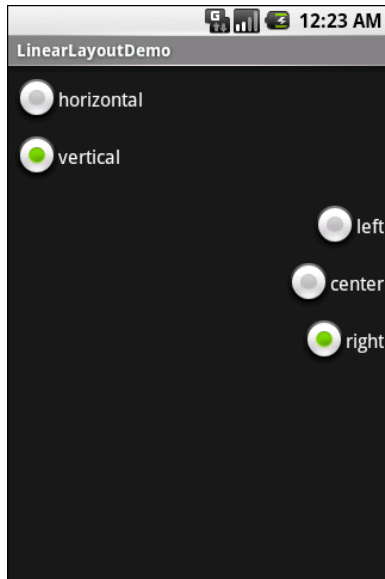 G 12:23 AM
LinearLayoutDemo
horizontal
vertical
left
center
right